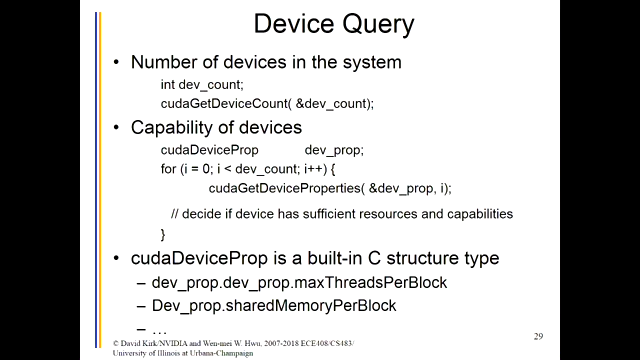 Device Query
• Number of devices in the system
int dev_count;
cudaGetDeviceCount( &dev_count);
• Capability of devices
cudaDeviceProp dev_prop;
for (i = 0; i < dev_count; i++) {
cudaGetDeviceProperties( &dev_prop, i);
// decide if device has sufficient resources and capabilities
}
• cudaDeviceProp is a built-in C structure type
– dev_prop.dev_prop.maxThreadsPerBlock
– Dev_prop.sharedMemoryPerBlock
– …
29
© David Kirk/NVIDIA and Wen-mei W. Hwu, 2007-2018 ECE408/CS483/
University of Illinois at Urbana-Champaign